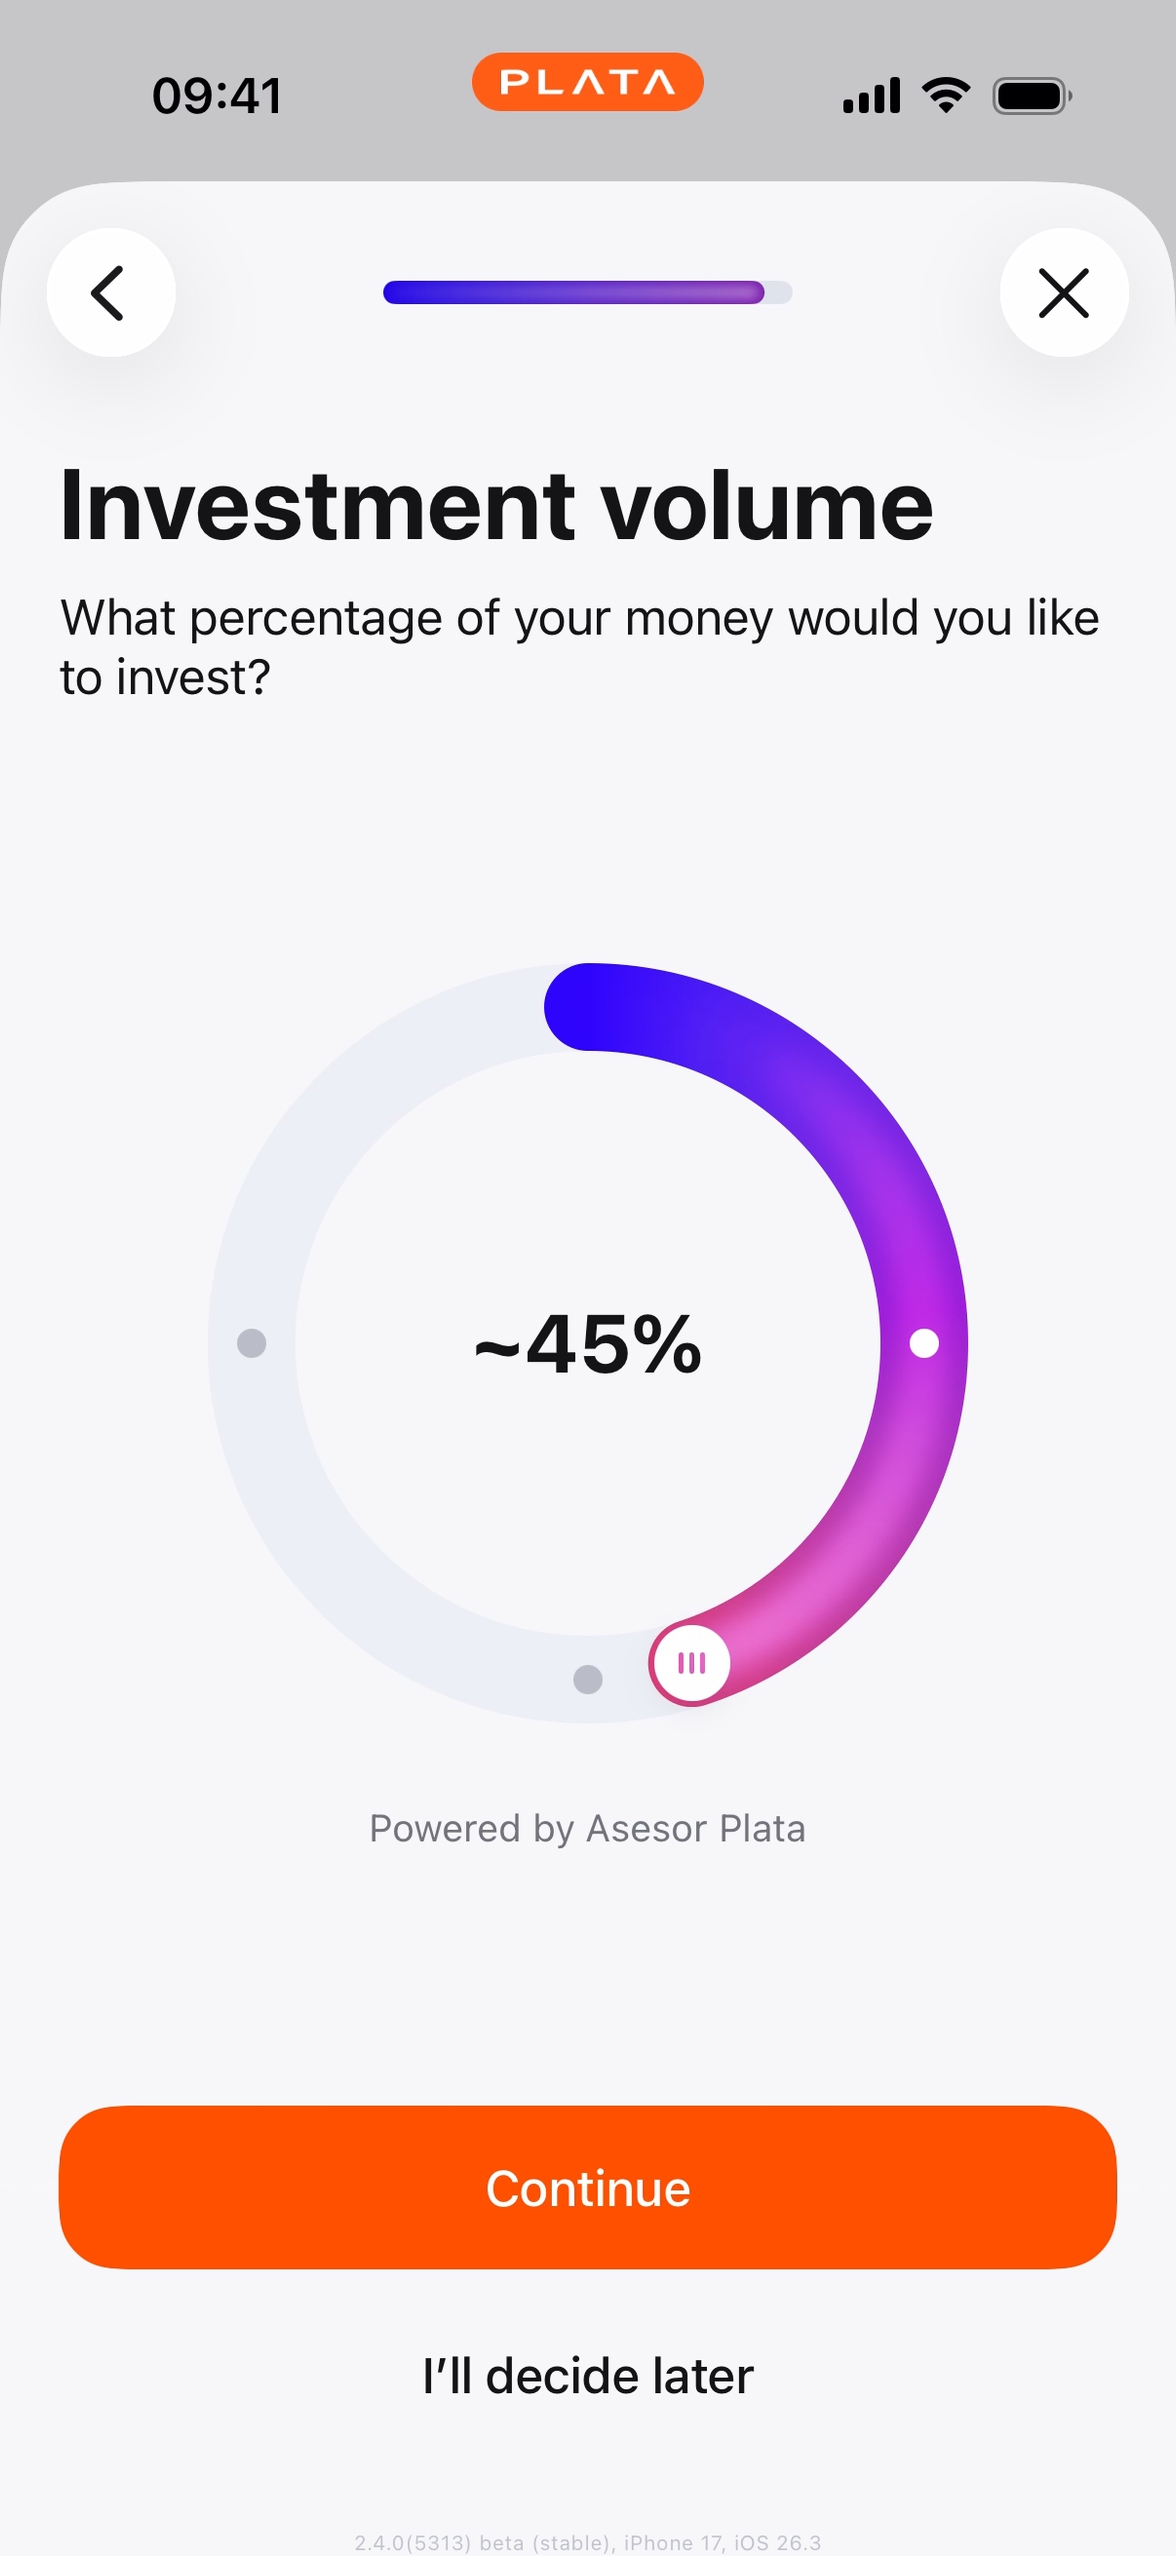 09:41
PLATA
Investment volume
What percentage of your money would you like
to invest?
~45%
Powered by Asesor Plata
Continue
I’ll decide later
2.4.0(5313) beta (stable), iPhone 17, iOS 26.3